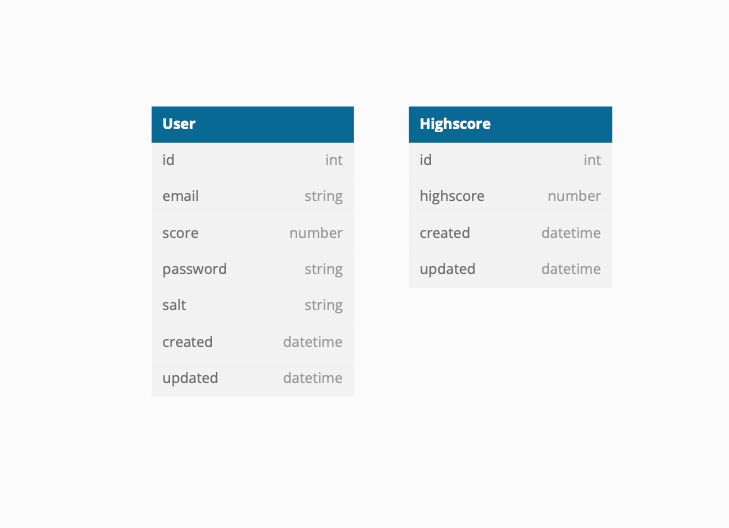 User
id int
email string
score number
password string
salt string
created datetime
updated datetime
Highscore
id int
highscore number
created datetime
updated datetime